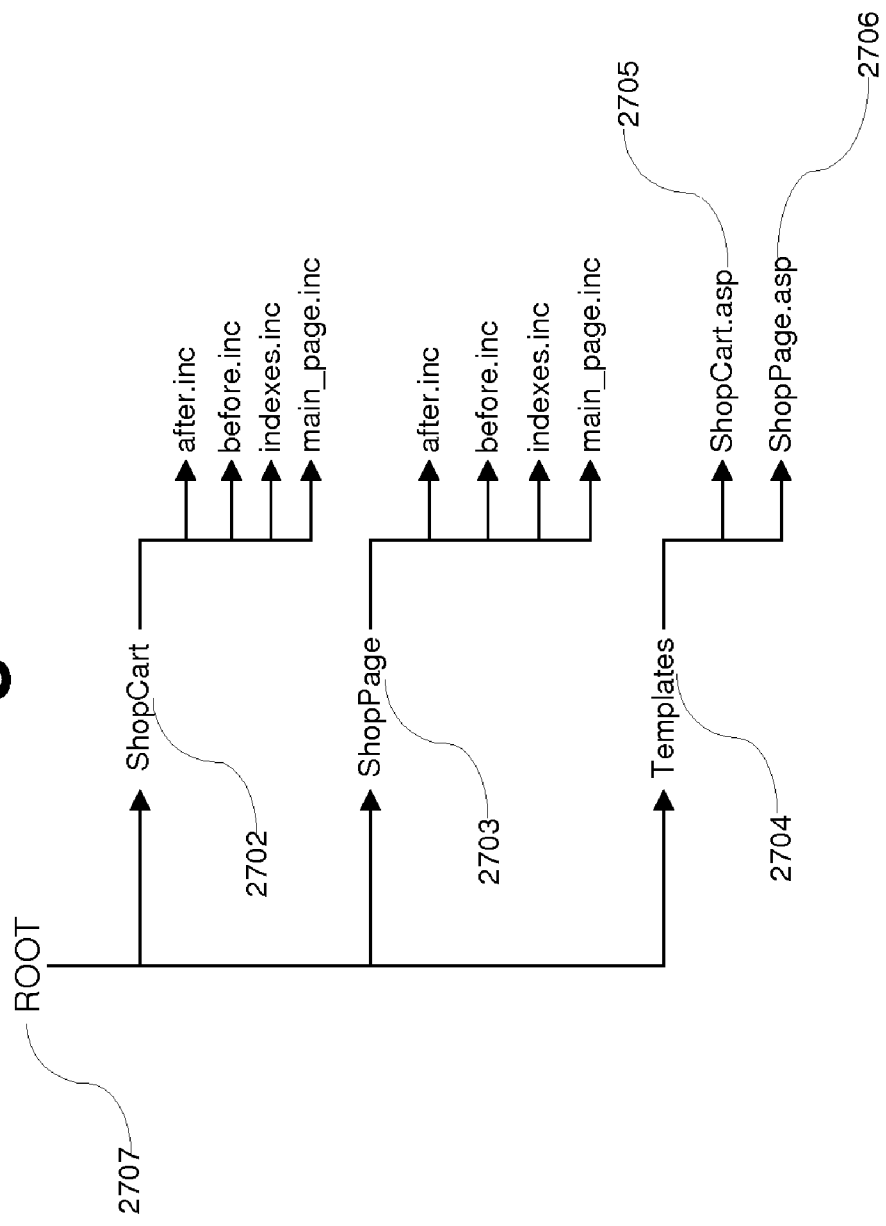 2707
ROOT
2702
ShopCart
after.inc
before.inc
indexes.inc
main_page.inc
2703
ShopPage
after.inc
before.inc
indexes.inc
main_page.inc
2704
Templates
ShopCart.asp
2705
ShopPage.asp
2706